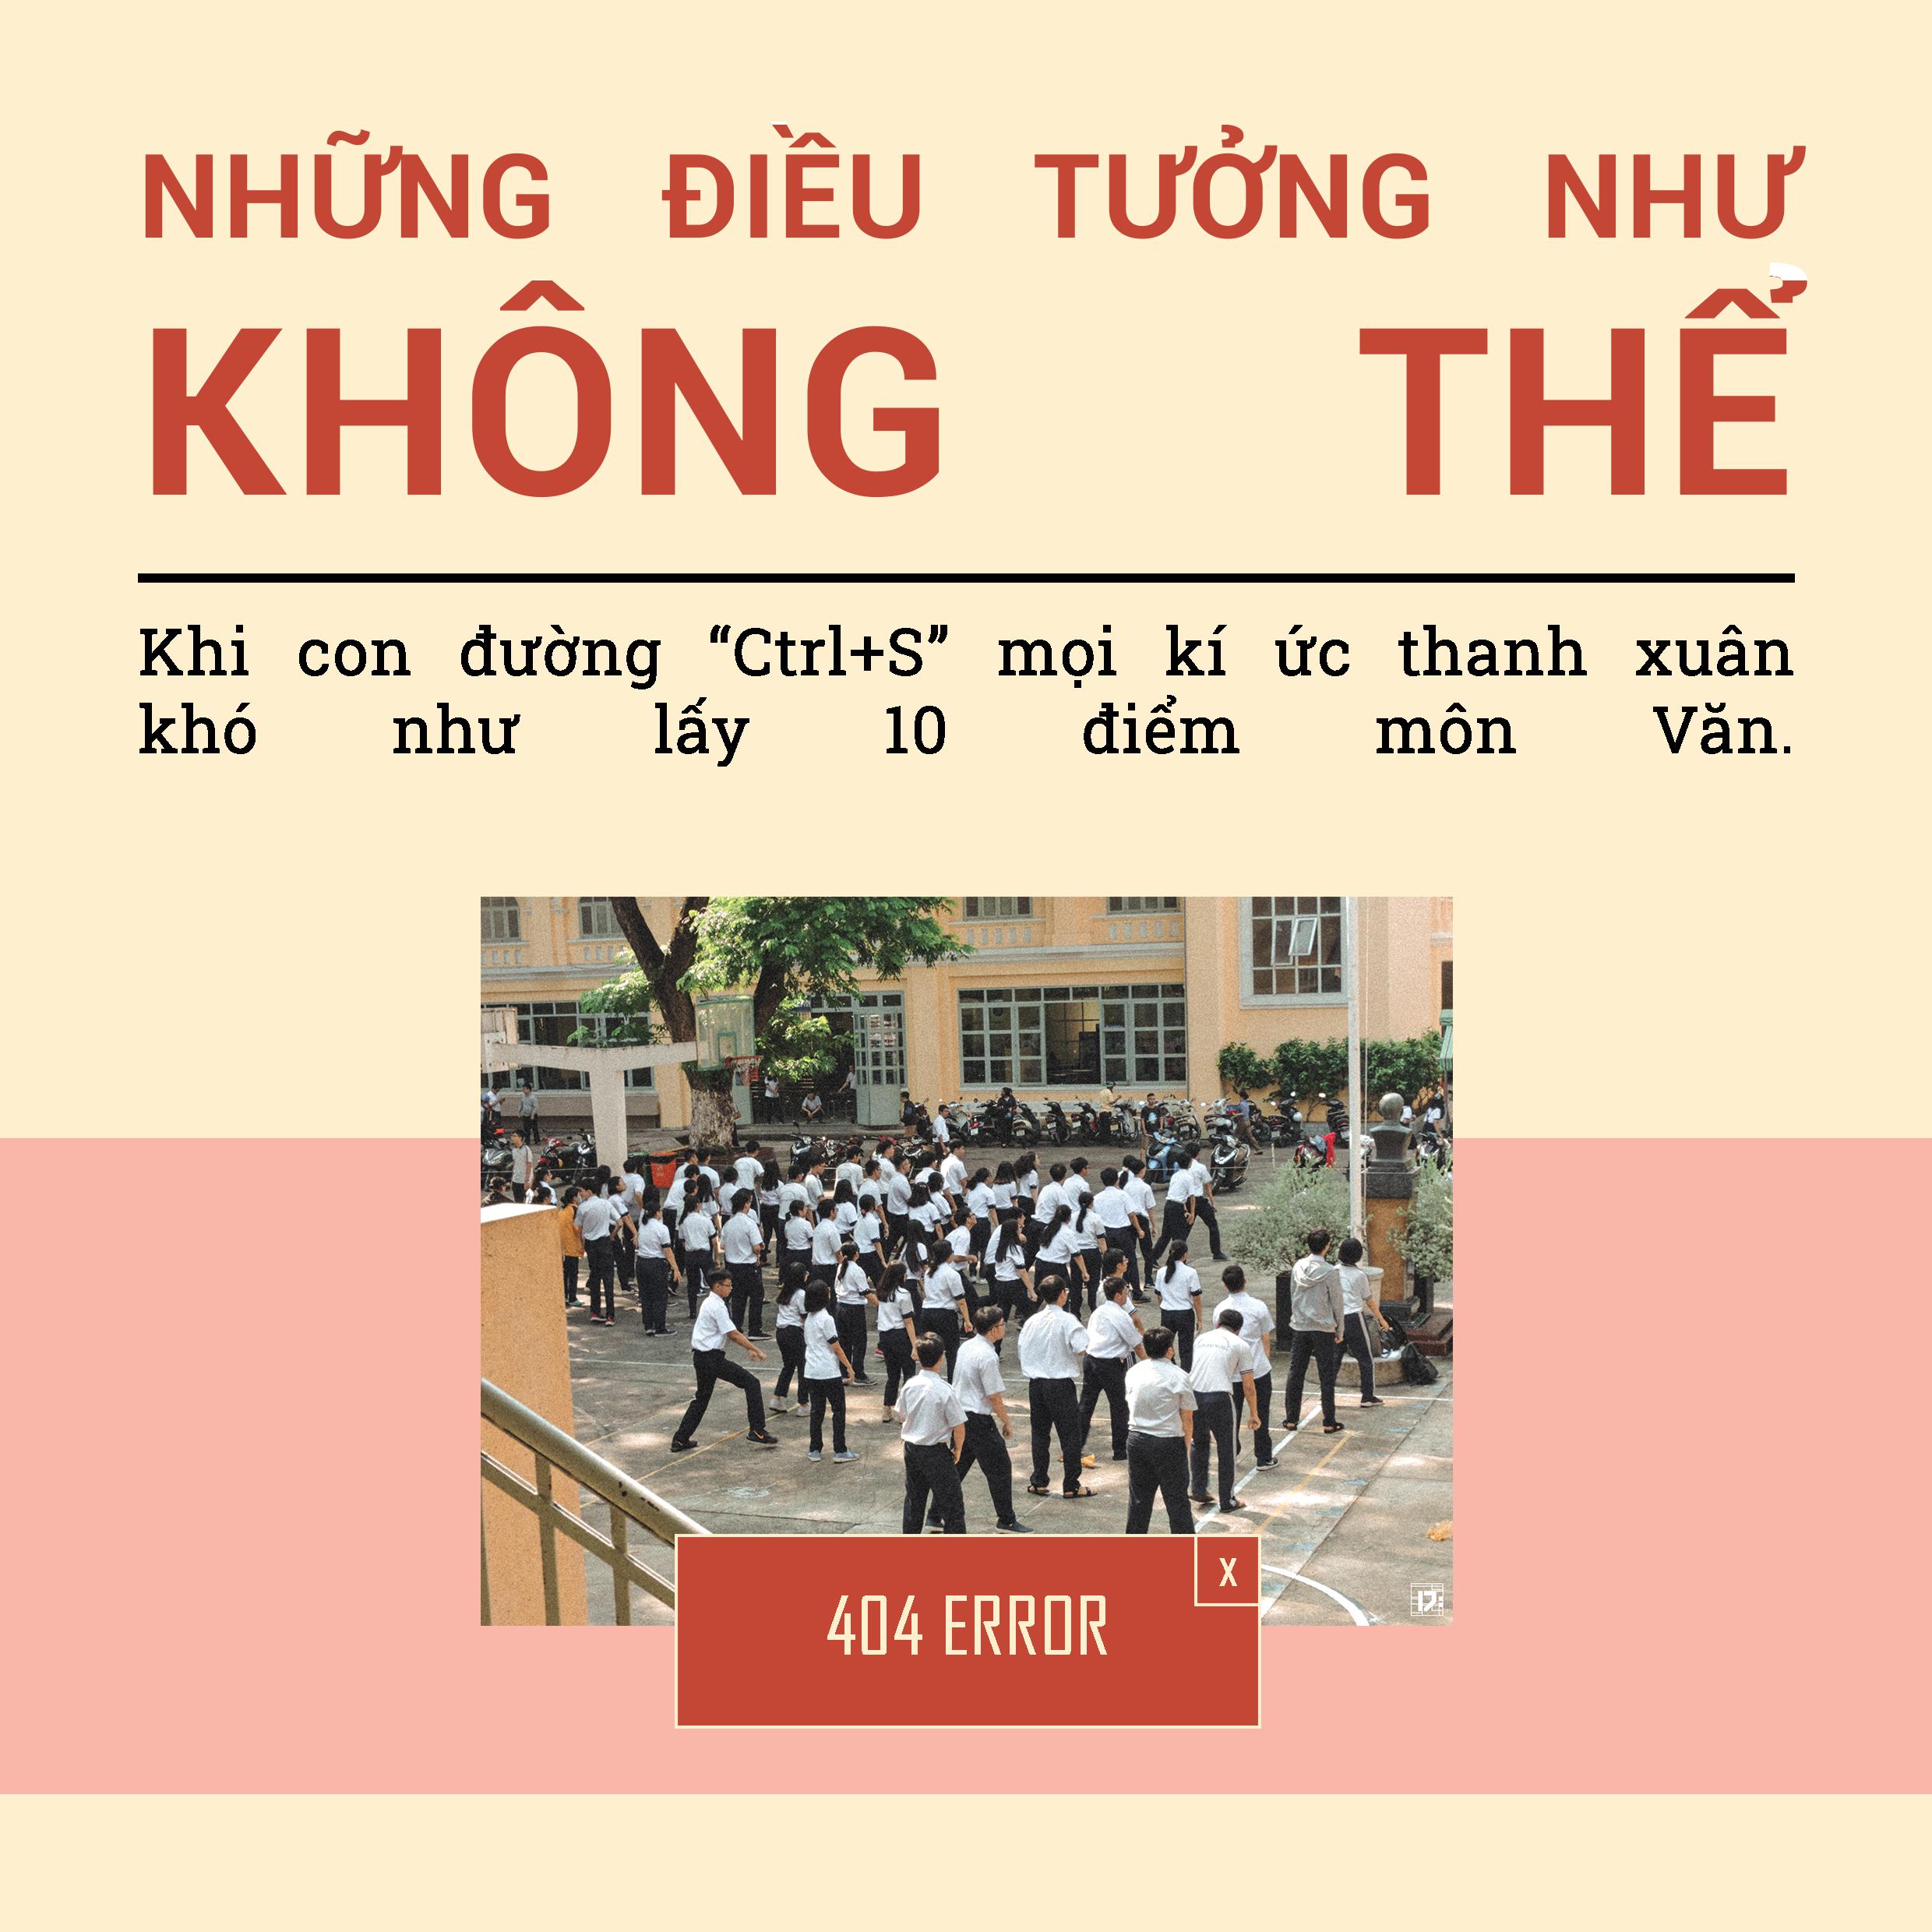 NHỮNG ĐIỀU TƯỞNG NHƯ
KHÔNG THỂ
Khi con đường “Ctrl+S” mọi kí ức thanh xuân
khó như lấy 10 điểm môn Văn.
X
404 ERROR